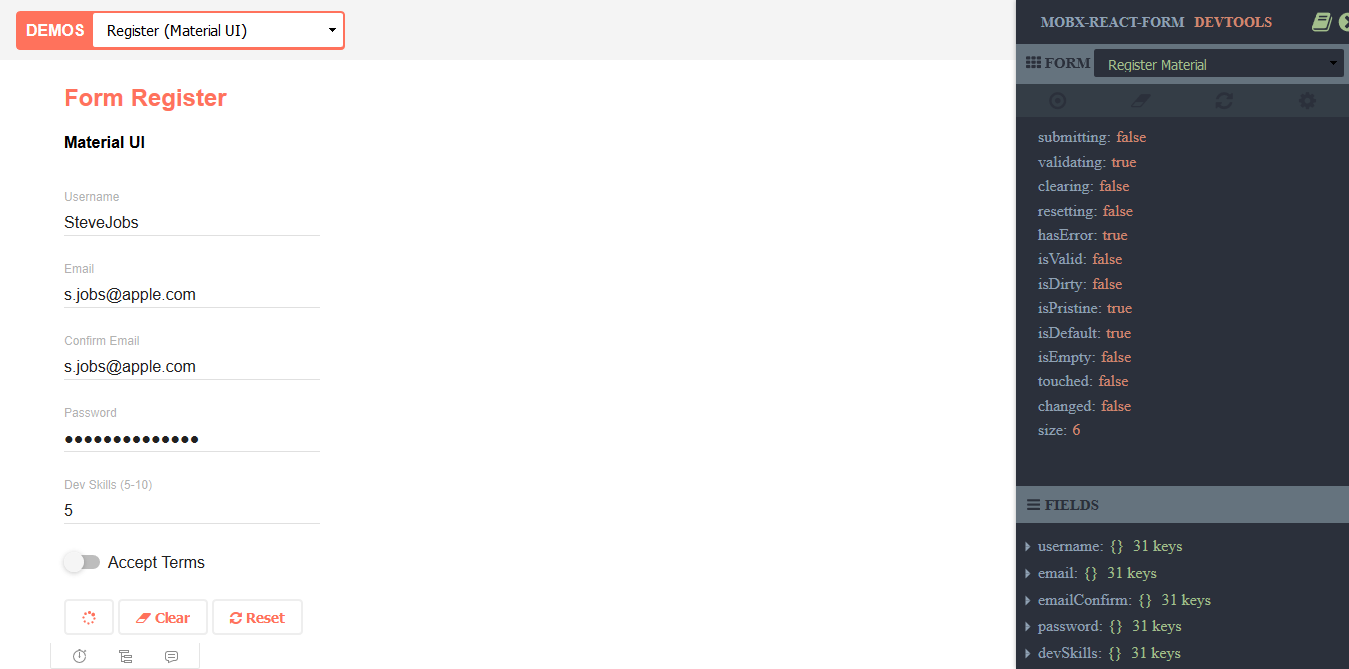 DEMOS Register (Material UI)
Form Register
Material UI
Username
SteveJobs
Email
s.jobs@apple.com
Confirm Email
s.jobs@apple.com
Password
●●●●●●●●●●●●●●
Dev Skills (5-10)
5
Accept Terms
Clear Reset
MOBX-REACT-FORM DEVTOOLS
FORM Register Material
submitting: false
validating: true
clearing: false
resetting: false
hasError: true
isValid: false
isDirty: false
isPristine: true
isDefault: true
isEmpty: false
touched: false
changed: false
size: 6
FIELDS
username: {} 31 keys
email: {} 31 keys
emailConfirm: {} 31 keys
password: {} 31 keys
devSkills: {} 31 keys